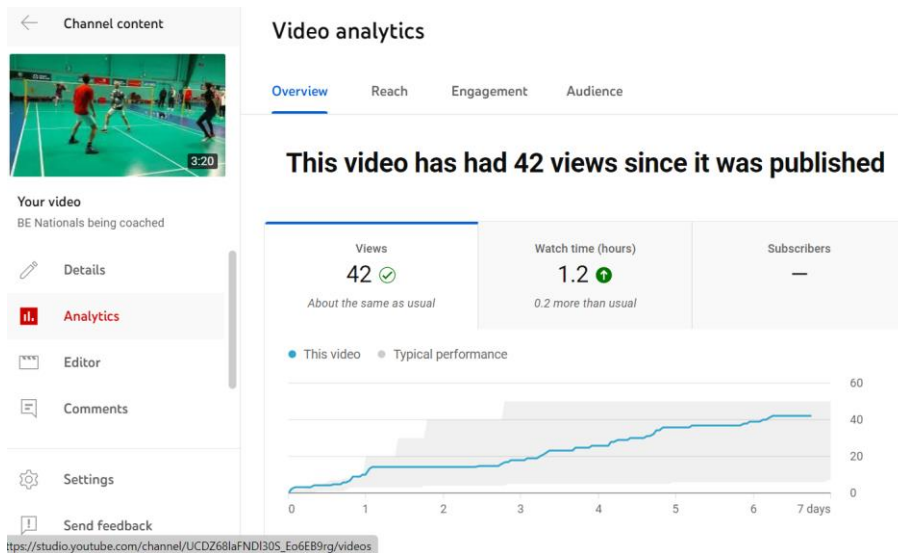 Channel content
3:20
Your video
BE Nationals being coached
Details
Analytics
Editor
Comments
Settings
Send feedback
ttps://studio.youtube.com/channel/UCDZ68laFNDl30S_Eo6EB9rg/videos
Video analytics
Overview Reach Engagement Audience
This video has had 42 views since it was published
Views
42
About the same as usual
Watch time (hours)
1.2
0.2 more than usual
Subscribers
—
This video Typical performance
60
40
20
0
0 1 2 3 4 5 6 7 days